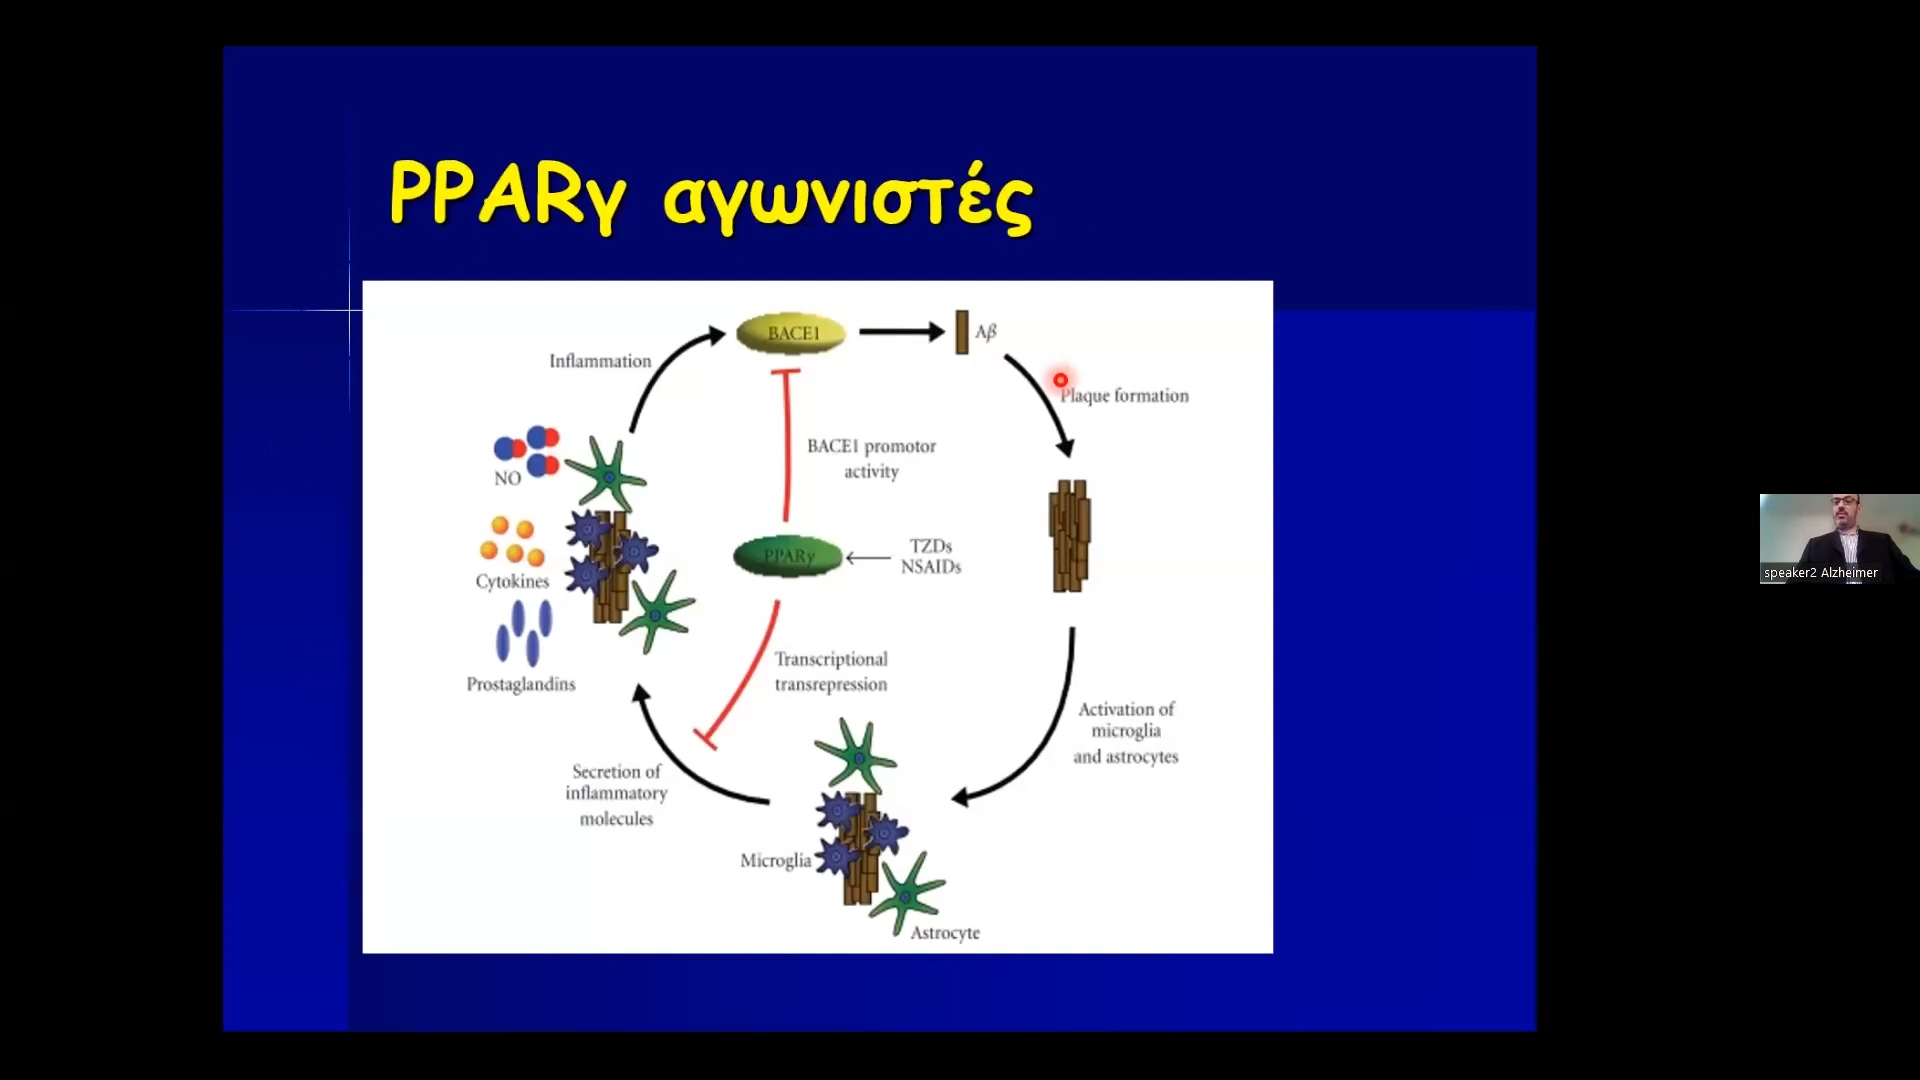 PPARγ αγωνιστές
BACE1
Aβ
Inflammation
Plaque formation
BACE1 promotor
activity
NO
PPARγ
TZDs
NSAIDs
Cytokines
Transcriptional
transrepression
Prostaglandins
Activation of
microglia
and astrocytes
Secretion of
inflammatory
molecules
Microglia
Astrocyte
speaker2 Alzheimer